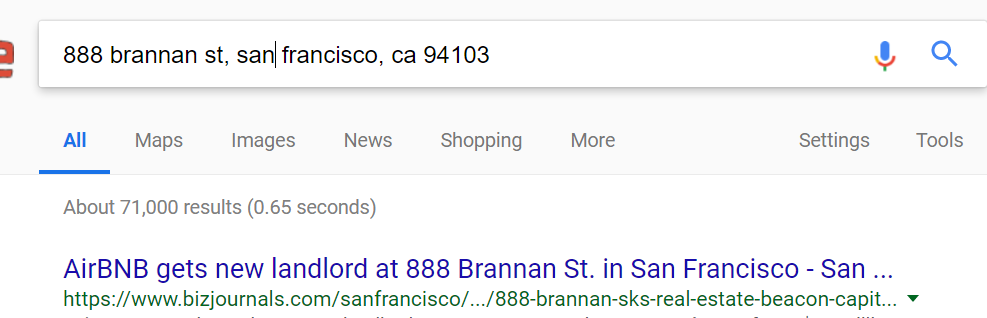 888 brannan st, san francisco, ca 94103
All Maps Images News Shopping More Settings Tools
About 71,000 results (0.65 seconds)
AirBNB gets new landlord at 888 Brannan St. in San Francisco - San ...
https://www.bizjournals.com/sanfrancisco/.../888-brannan-sks-real-estate-beacon-capit...